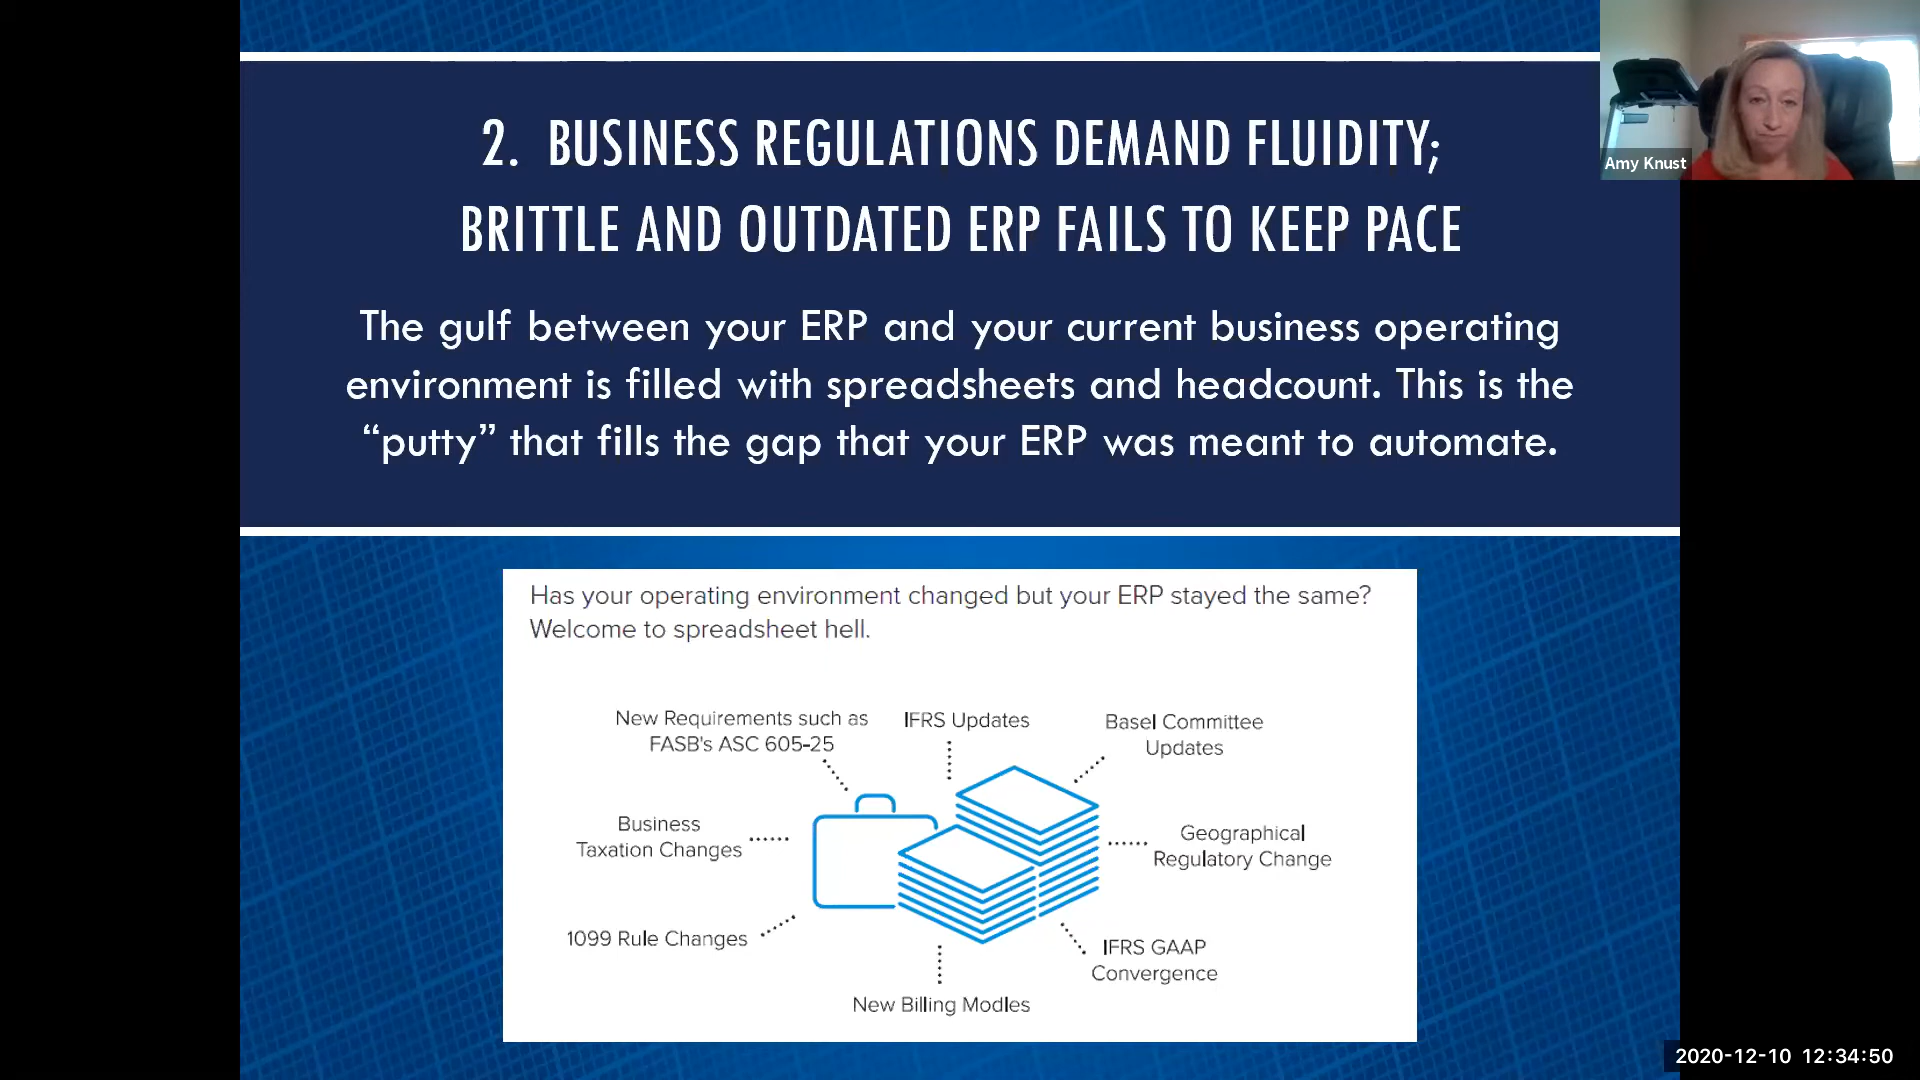 2. BUSINESS REGULATIONS DEMAND FLUIDITY;
BRITTLE AND OUTDATED ERP FAILS TO KEEP PACE
The gulf between your ERP and your current business operating
environment is filled with spreadsheets and headcount. This is the
“putty” that fills the gap that your ERP was meant to automate.
Amy Knust
Has your operating environment changed but your ERP stayed the same?
Welcome to spreadsheet hell.
New Requirements such as
FASB's ASC 605-25
IFRS Updates
Basel Committee
Updates
Business
Taxation Changes
Geographical
Regulatory Change
1099 Rule Changes
IFRS GAAP
Convergence
New Billing Modles
2020-12-10 12:34:50